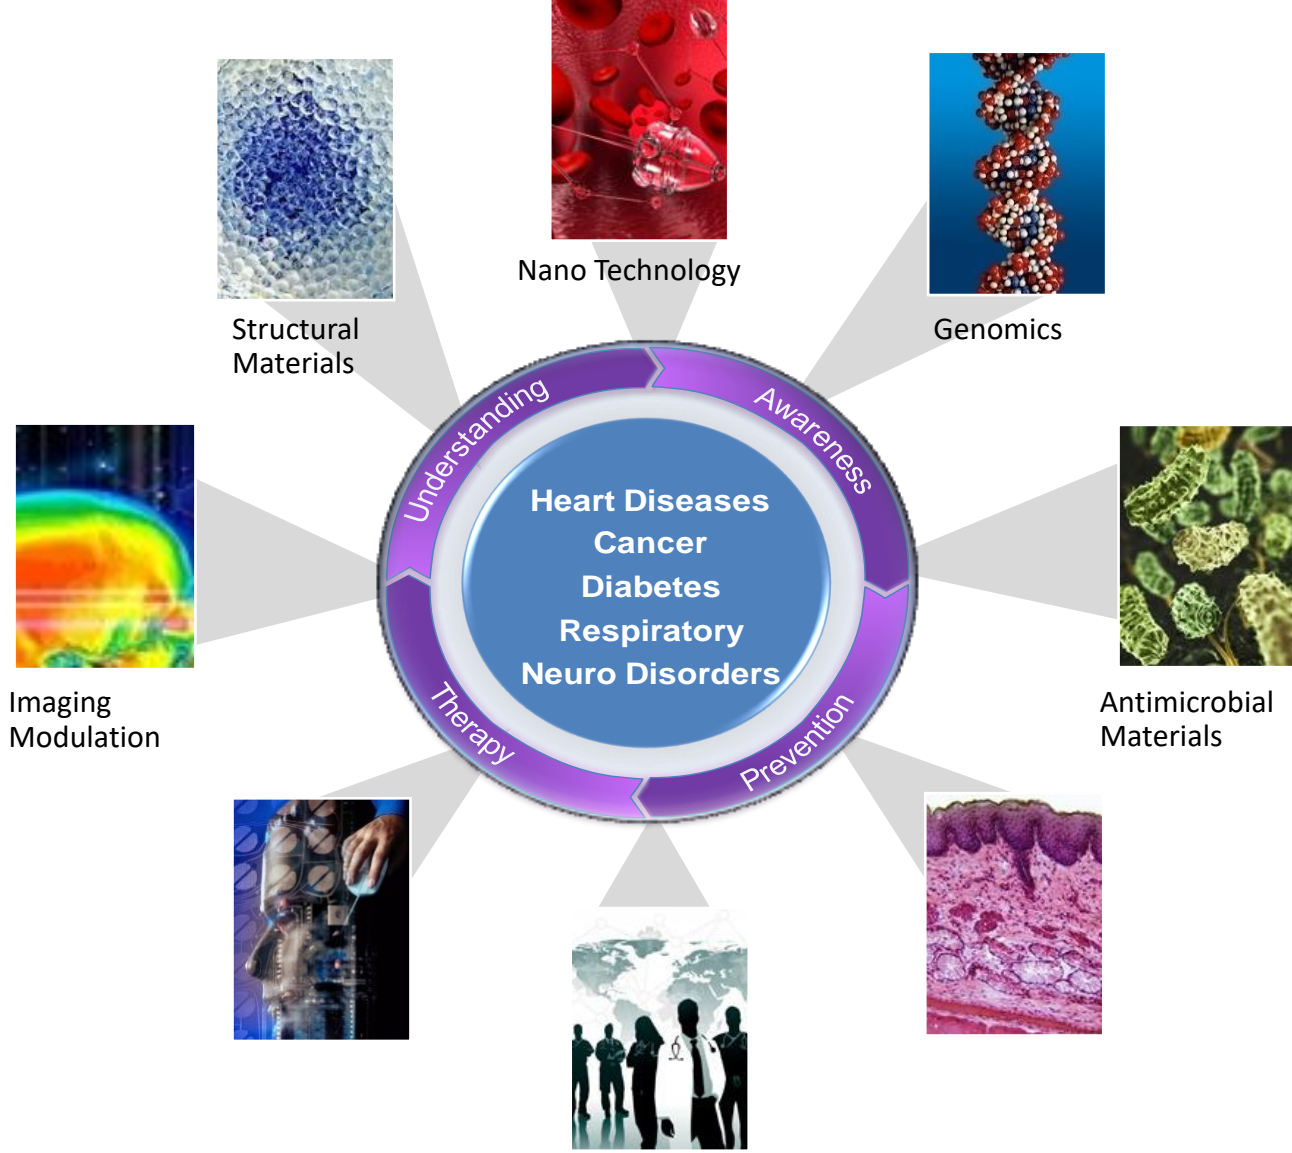 Nano Technology
Structural
Materials
Genomics
Understanding
Awareness
Heart Diseases
Cancer
Diabetes
Respiratory
Neuro Disorders
Imaging
Modulation
Antimicrobial
Materials
Therapy
Prevention